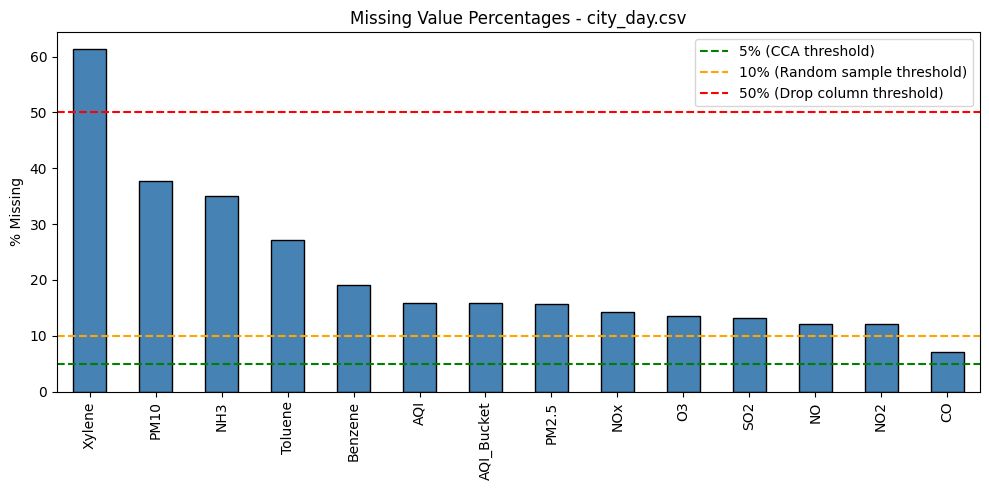 Missing Value Percentages - city_day.csv
5% (CCA threshold)
10% (Random sample threshold)
50% (Drop column threshold)
% Missing
60
50
40
30
20
10
0
Xylene
PM10
NH3
Toluene
Benzene
AQI
AQI_Bucket
PM2.5
NOx
O3
SO2
NO
NO2
CO